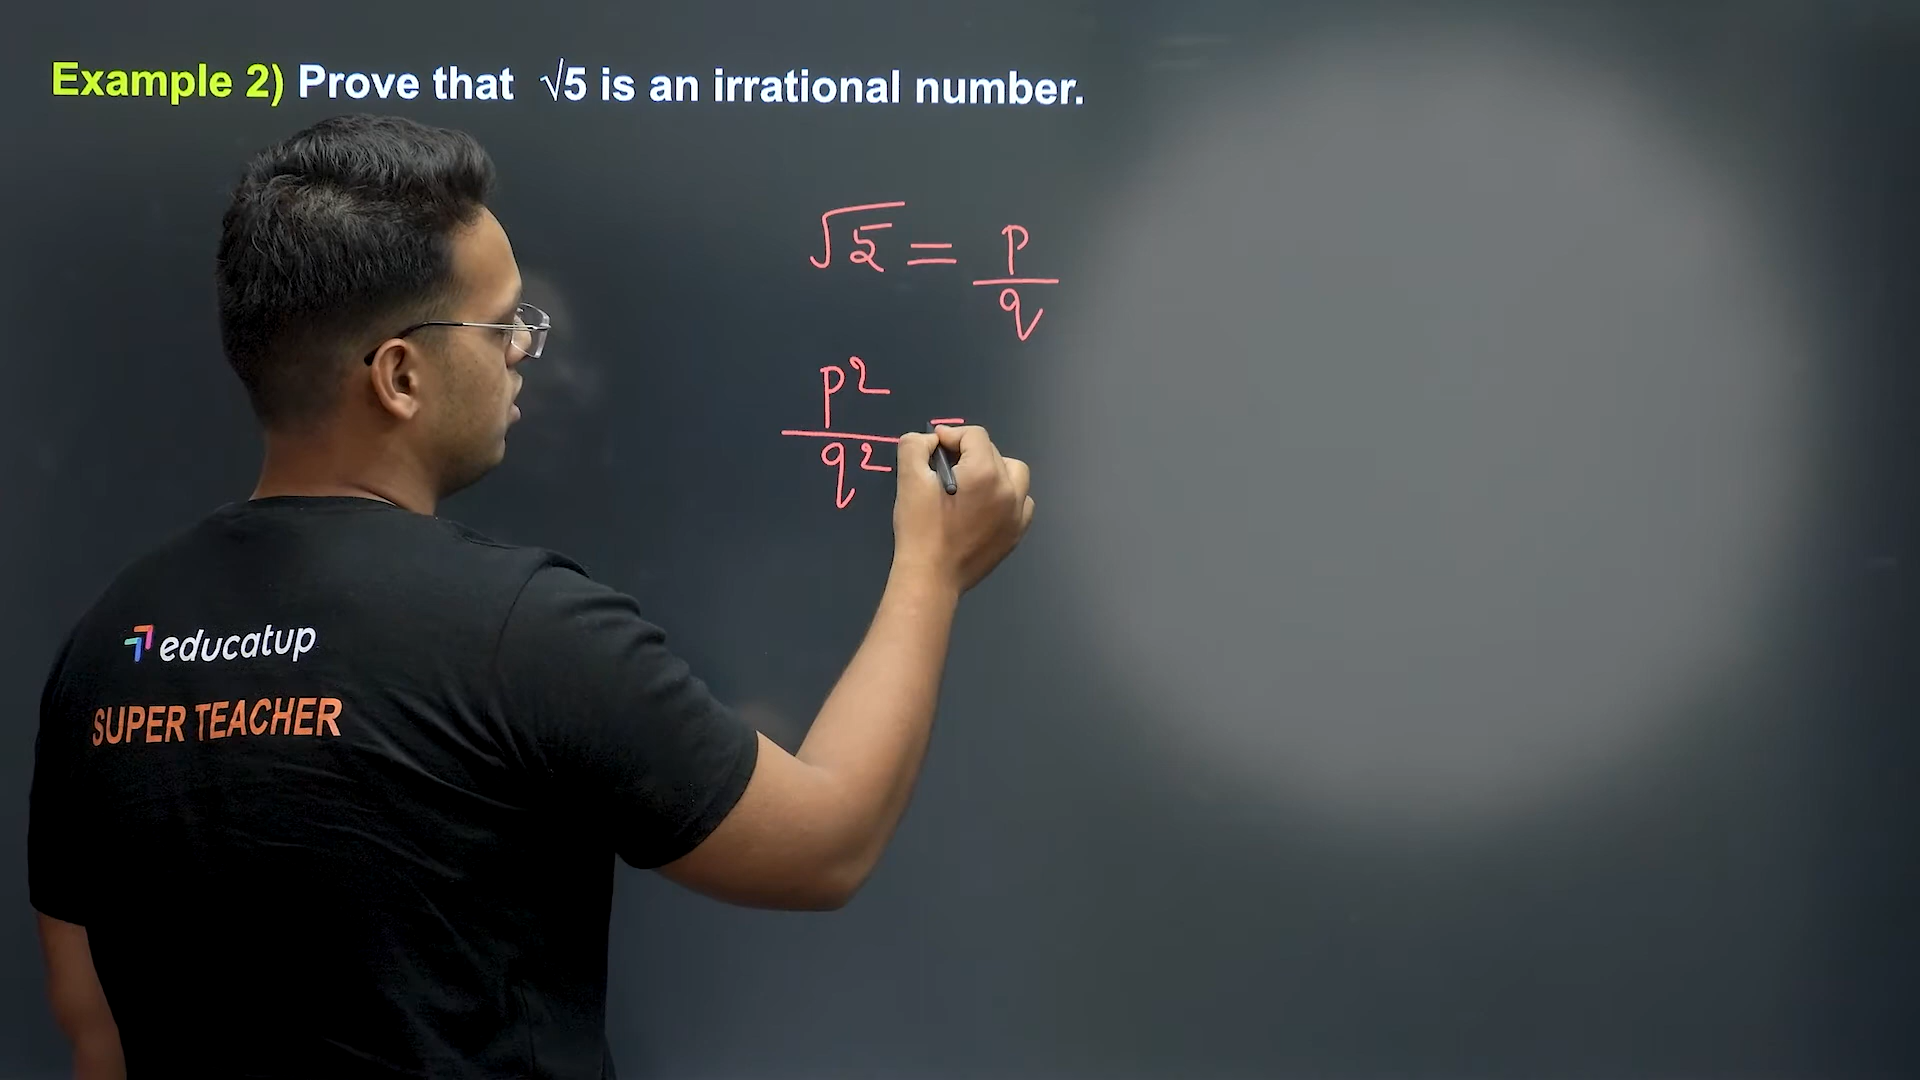 Example 2) Prove that √5 is an irrational number.
√5 = p/q
p²/q² =
educatup
SUPER TEACHER